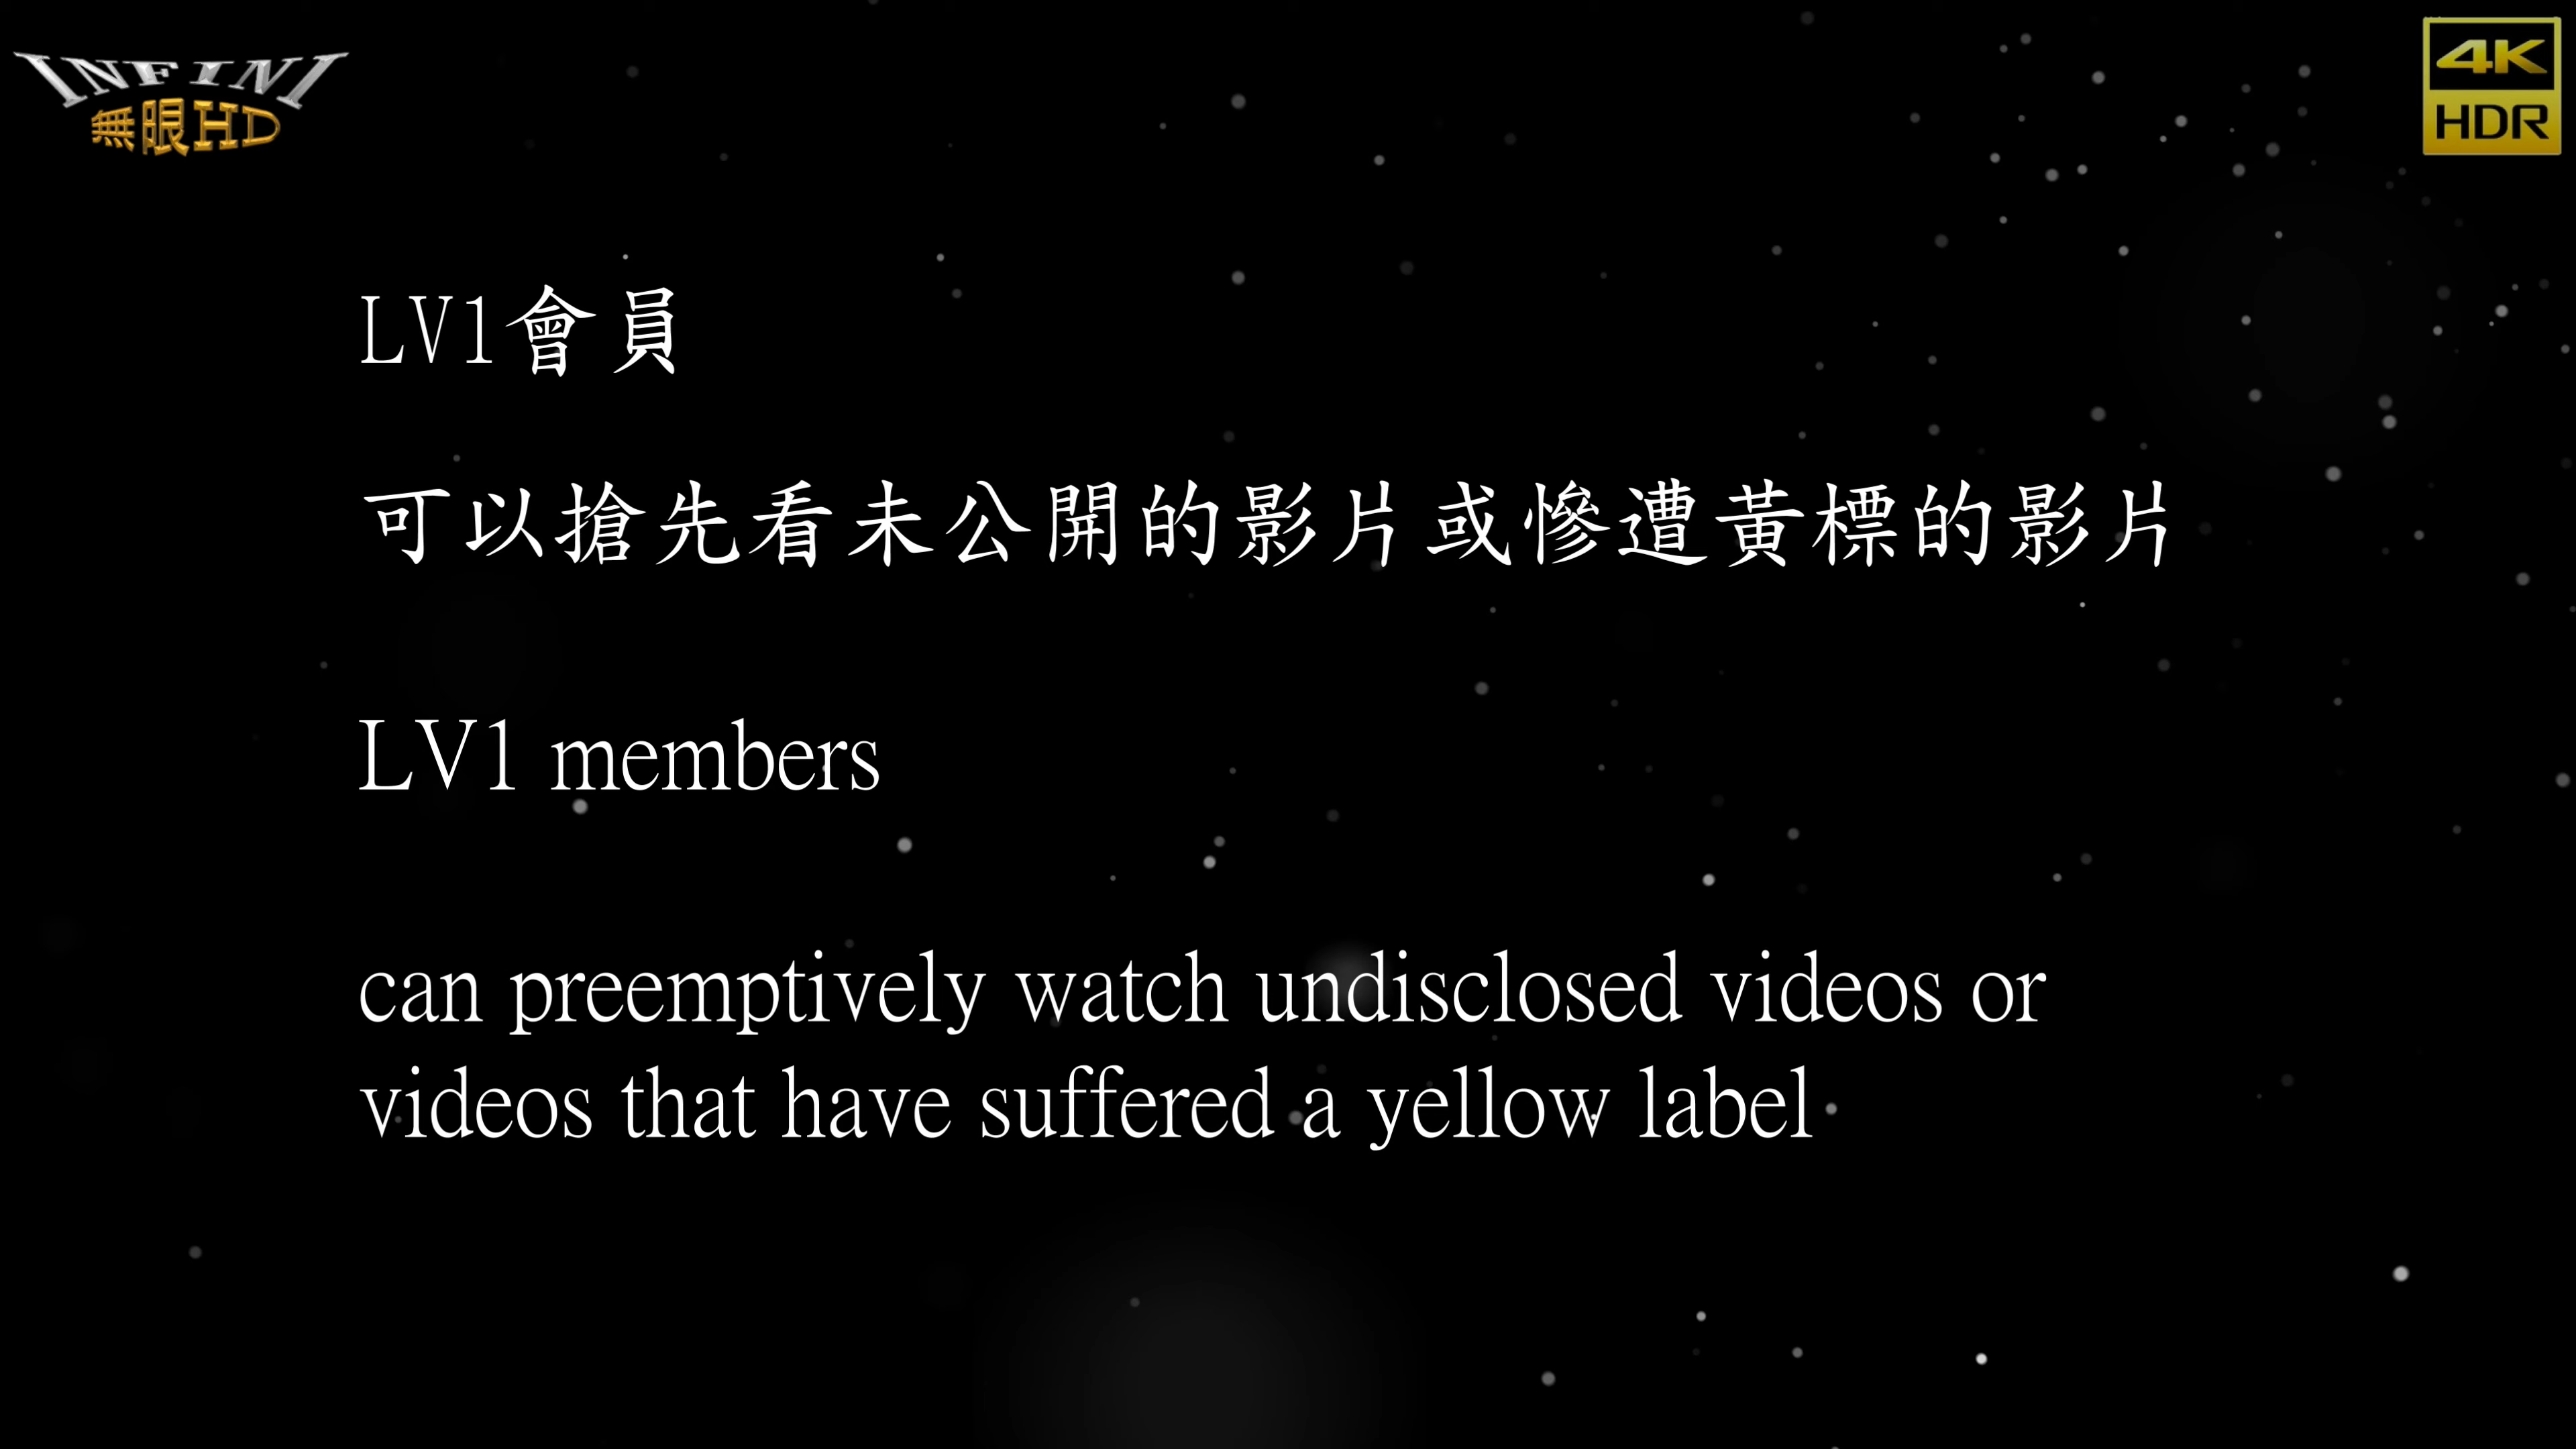 INFINI
無限HD
4K
HDR
LV1會員
可以搶先看未公開的影片或慘遭黃標的影片
LV1 members
can preemptively watch undisclosed videos or
videos that have suffered a yellow label